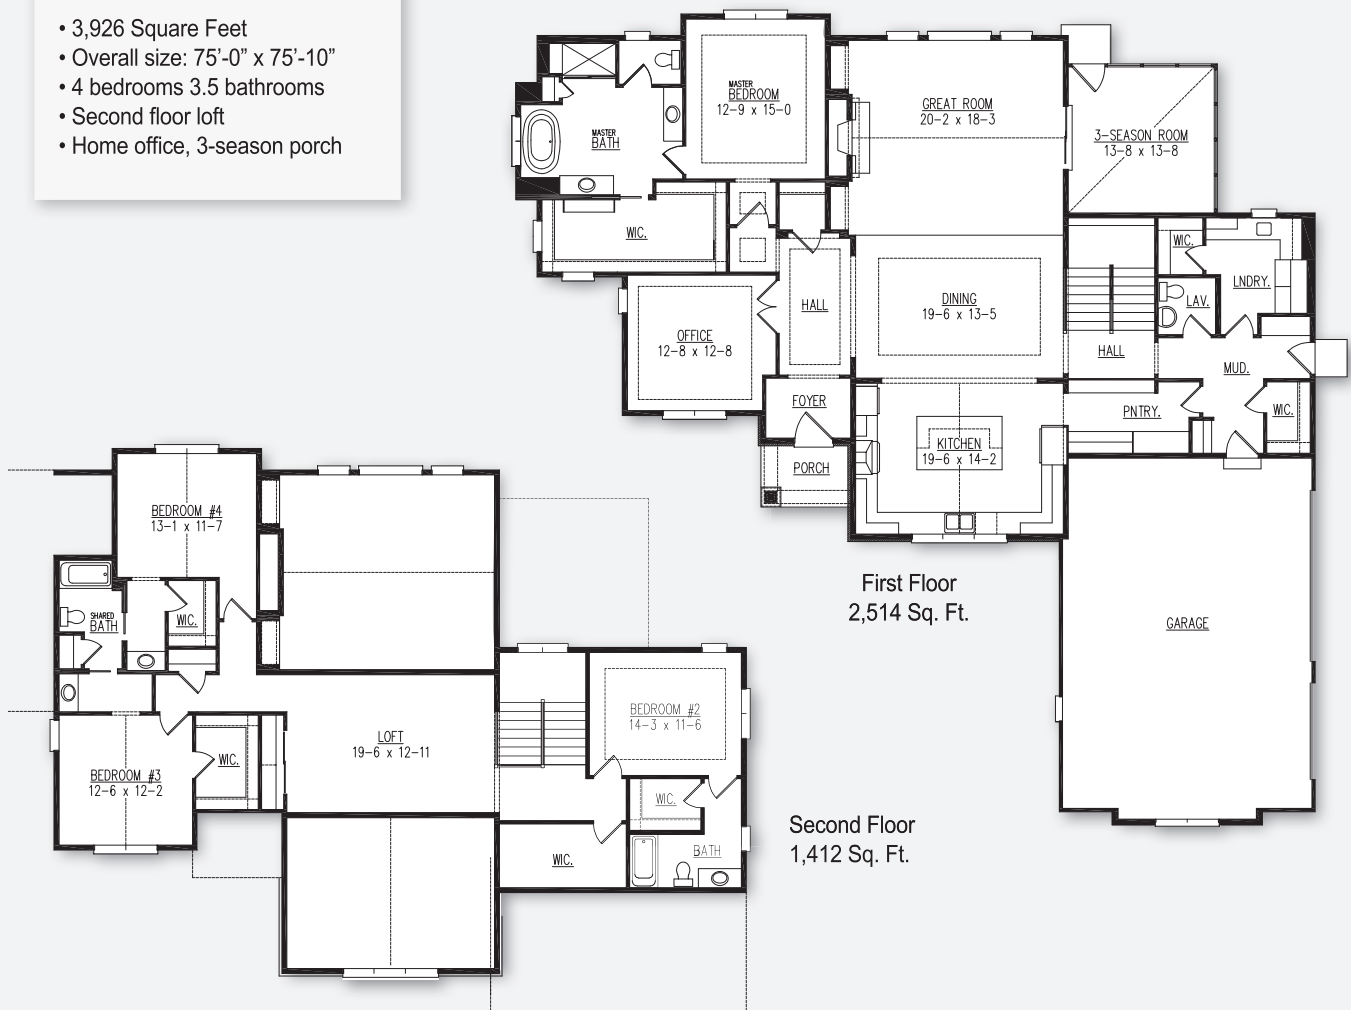 • 3,926 Square Feet
• Overall size: 75'-0” x 75'-10”
• 4 bedrooms 3.5 bathrooms
• Second floor loft
• Home office, 3-season porch
MASTER
BEDROOM
12-9 x 15-0
GREAT ROOM
20-2 x 18-3
3-SEASON ROOM
13-8 x 13-8
MASTER
BATH
WIC.
WIC.
LNDRY.
LAV.
HALL
DINING
19-6 x 13-5
OFFICE
12-8 x 12-8
HALL
MUD.
FOYER
PNTRY.
WIC.
KITCHEN
19-6 x 14-2
PORCH
First Floor
2,514 Sq. Ft.
GARAGE
BEDROOM #4
13-1 x 11-7
SHARED
BATH
WIC.
BEDROOM #2
14-3 x 11-6
LOFT
19-6 x 12-11
WIC.
BEDROOM #3
12-6 x 12-2
WIC.
BATH
WIC.
Second Floor
1,412 Sq. Ft.